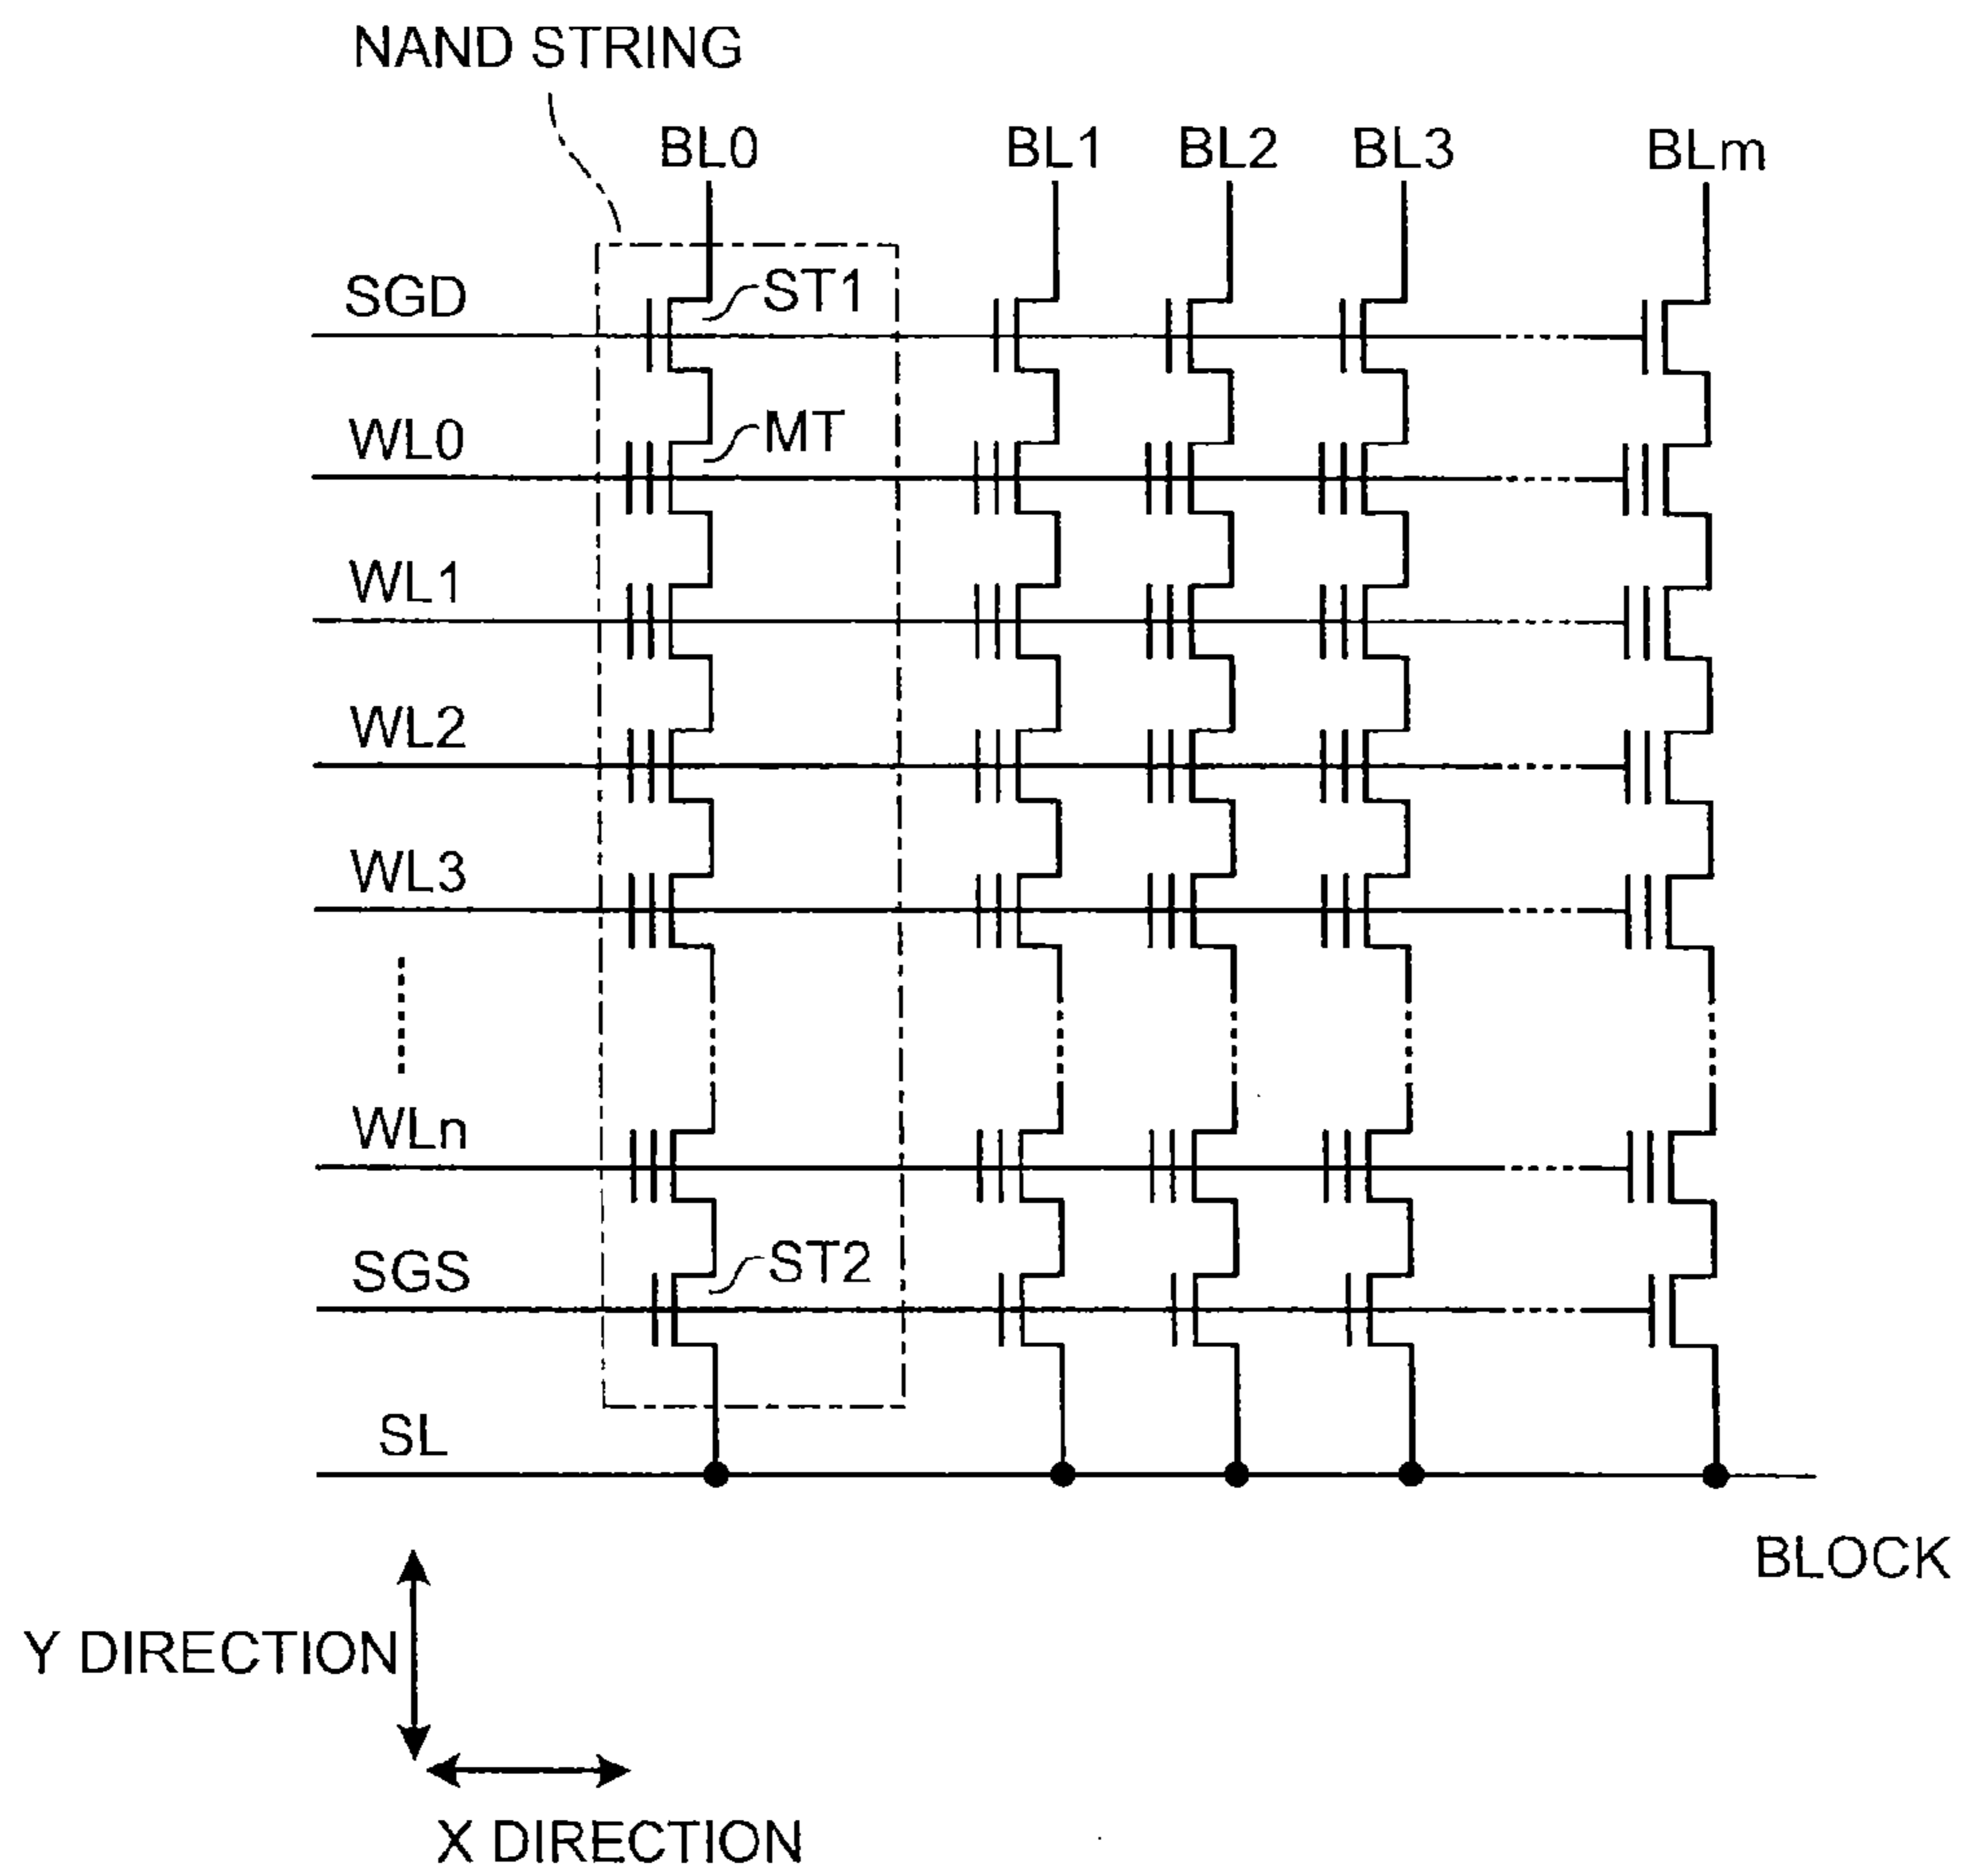 NAND STRING
BL0 BL1 BL2 BL3 BLm
SGD ST1
WL0 MT
WL1
WL2
WL3
WLn
SGS ST2
SL
BLOCK
Y DIRECTION
X DIRECTION